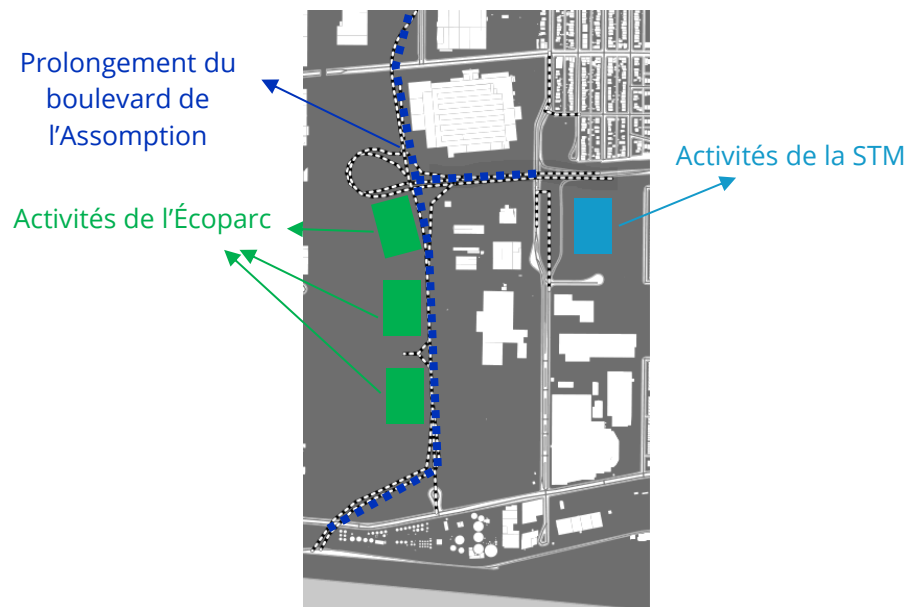 Prolongement du
boulevard de
l’Assomption
Activités de la STM
Activités de l’Écoparc